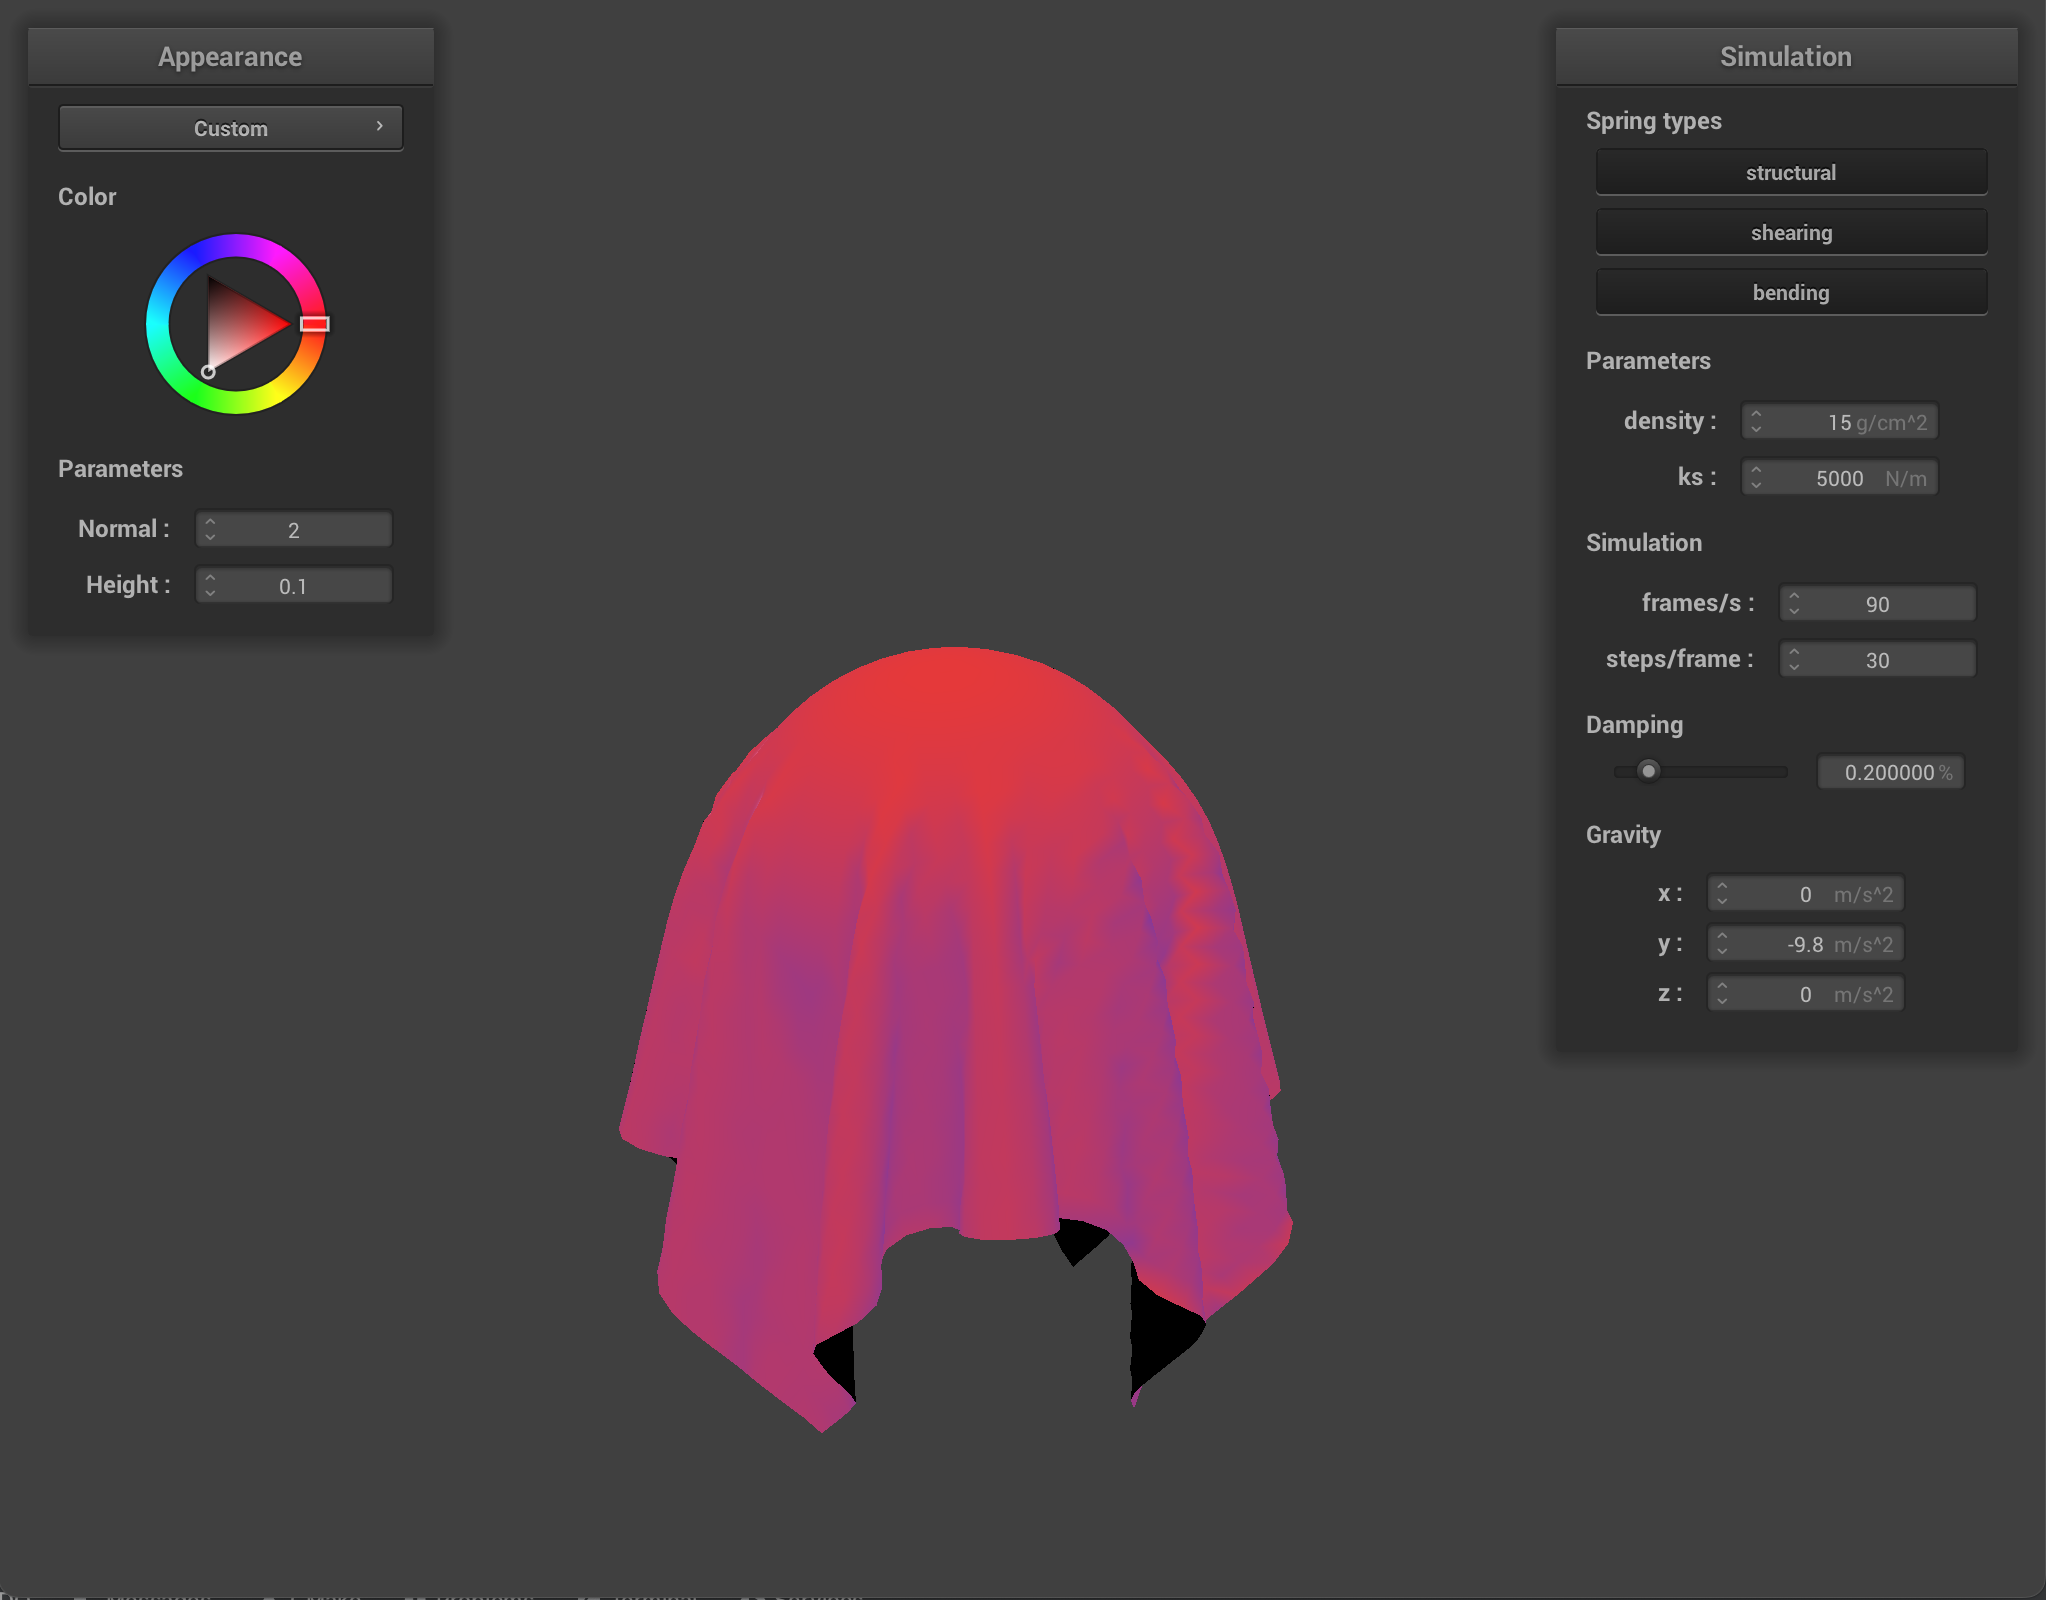 Appearance
Custom
Color
Parameters
Normal : 2
Height : 0.1
Simulation
Spring types
structural
shearing
bending
Parameters
density : 15 g/cm^2
ks : 5000 N/m
Simulation
frames/s : 90
steps/frame : 30
Damping
0.200000 %
Gravity
x : 0 m/s^2
y : -9.8 m/s^2
z : 0 m/s^2